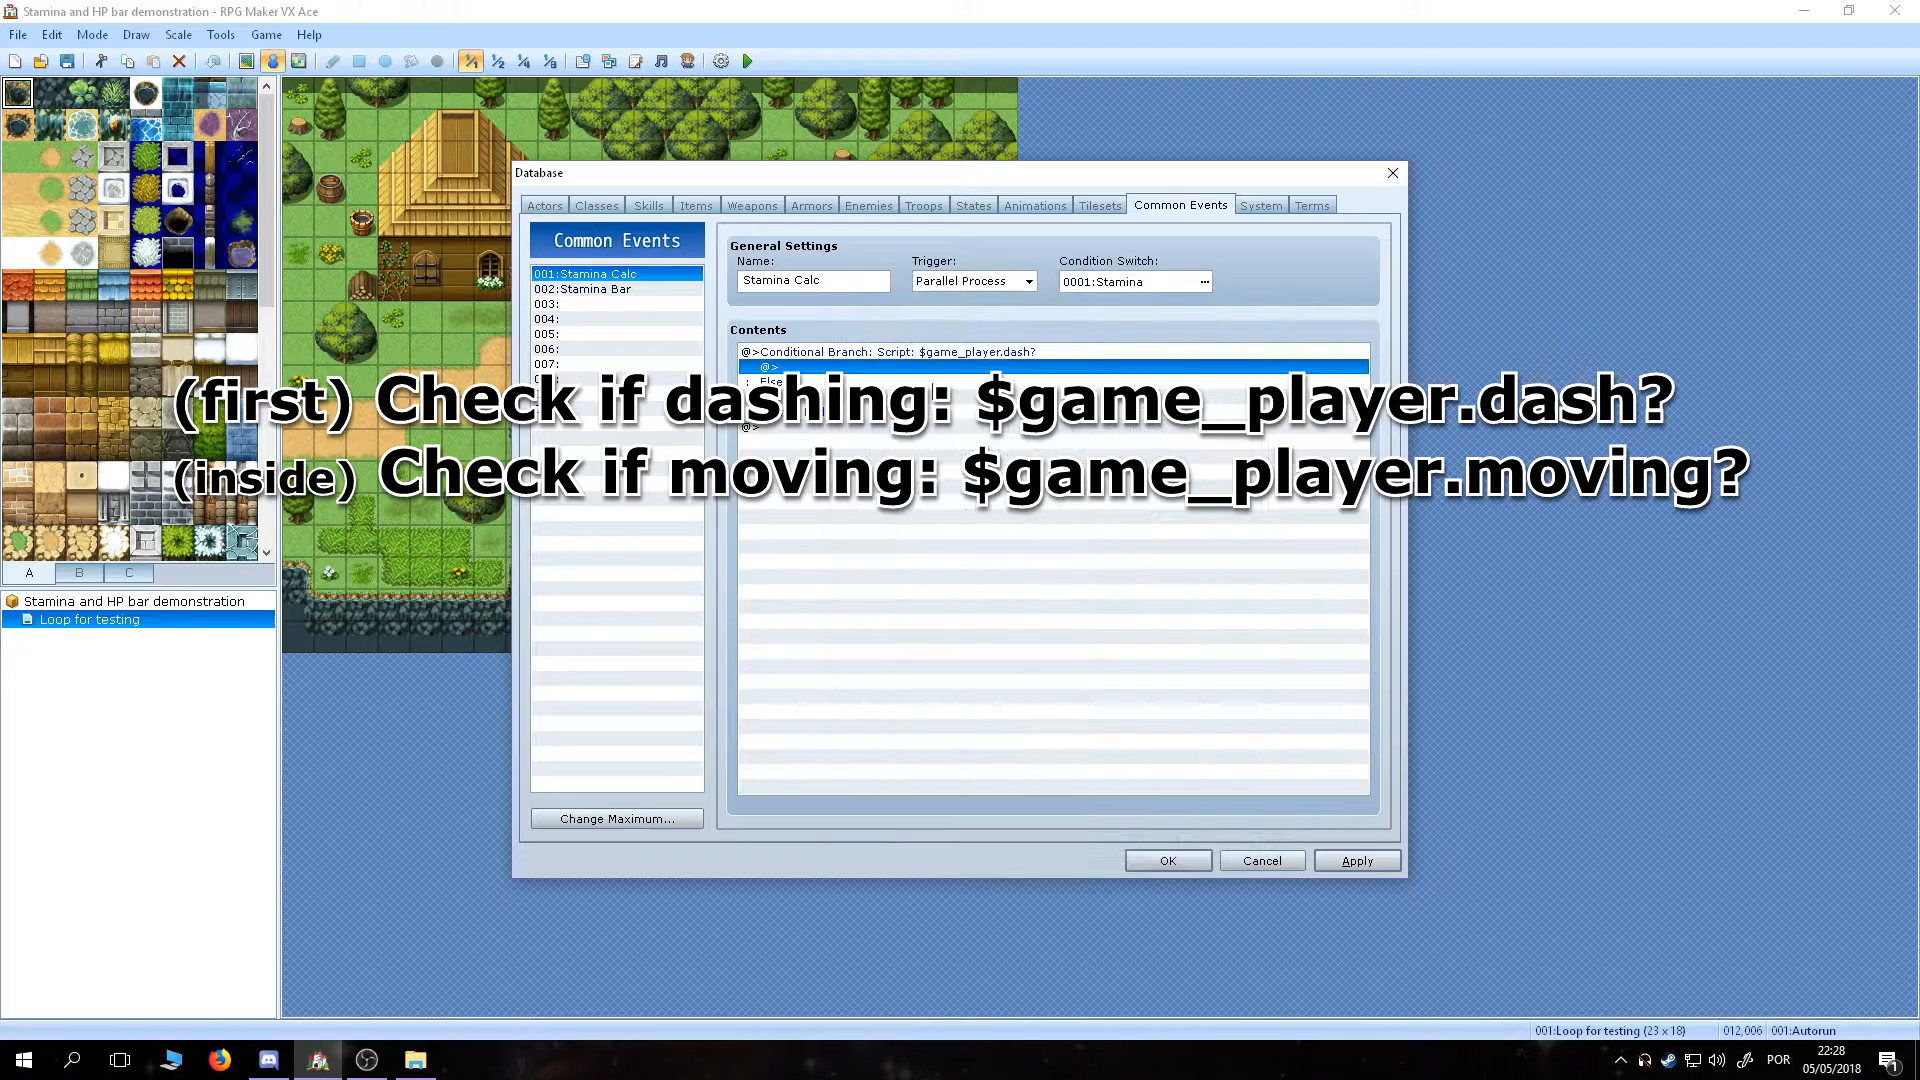 Stamina and HP bar demonstration - RPG Maker VX Ace
File Edit Mode Draw Scale Tools Game Help
Database
Actors Classes Skills Items Weapons Armors Enemies Troops States Animations Tilesets Common Events System Terms
Common Events
General Settings
Name: Trigger: Condition Switch:
Stamina Calc Parallel Process 0001:Stamina ...
001:Stamina Calc
002:Stamina Bar
003:
004:
005:
006:
007:
Contents
@>Conditional Branch: Script: $game_player.dash?
@>
: Else
@>
(first) Check if dashing: $game_player.dash?
(inside) Check if moving: $game_player.moving?
A B C
Stamina and HP bar demonstration
Loop for testing
Change Maximum...
OK Cancel Apply
001:Loop for testing (23 x 18) 012,006 001:Autorun
POR
22:28
05/05/2018
1